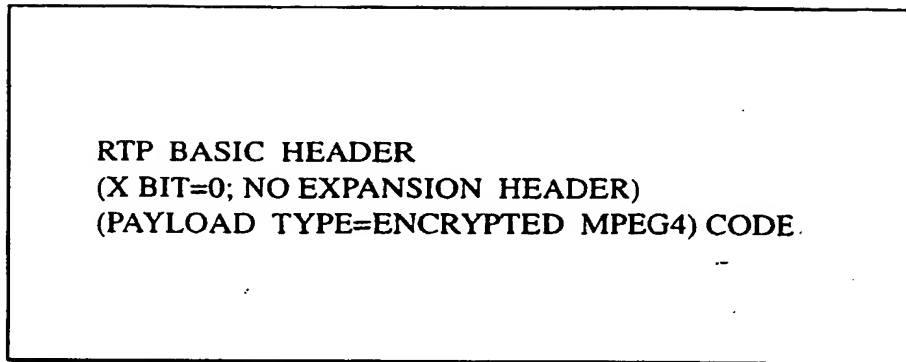 RTP BASIC HEADER
(X BIT=0; NO EXPANSION HEADER)
(PAYLOAD TYPE=ENCRYPTED MPEG4) CODE